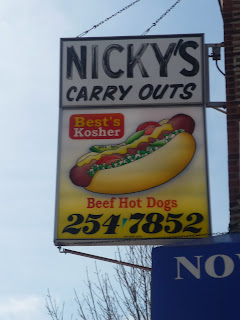 NICKY'S
CARRY OUTS
Best's
Kosher
Beef Hot Dogs
254-7852
NO